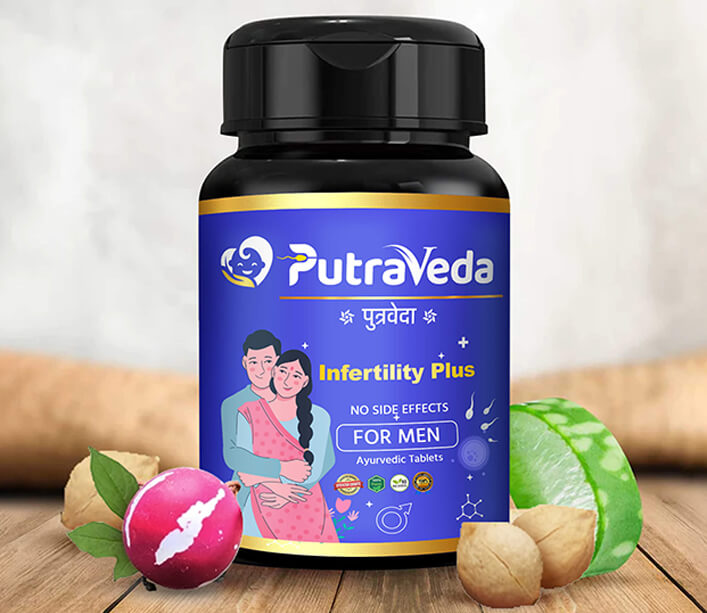 PutraVeda
पुत्रवेदा
Infertility Plus
NO SIDE EFFECTS
FOR MEN
Ayurvedic Tablets